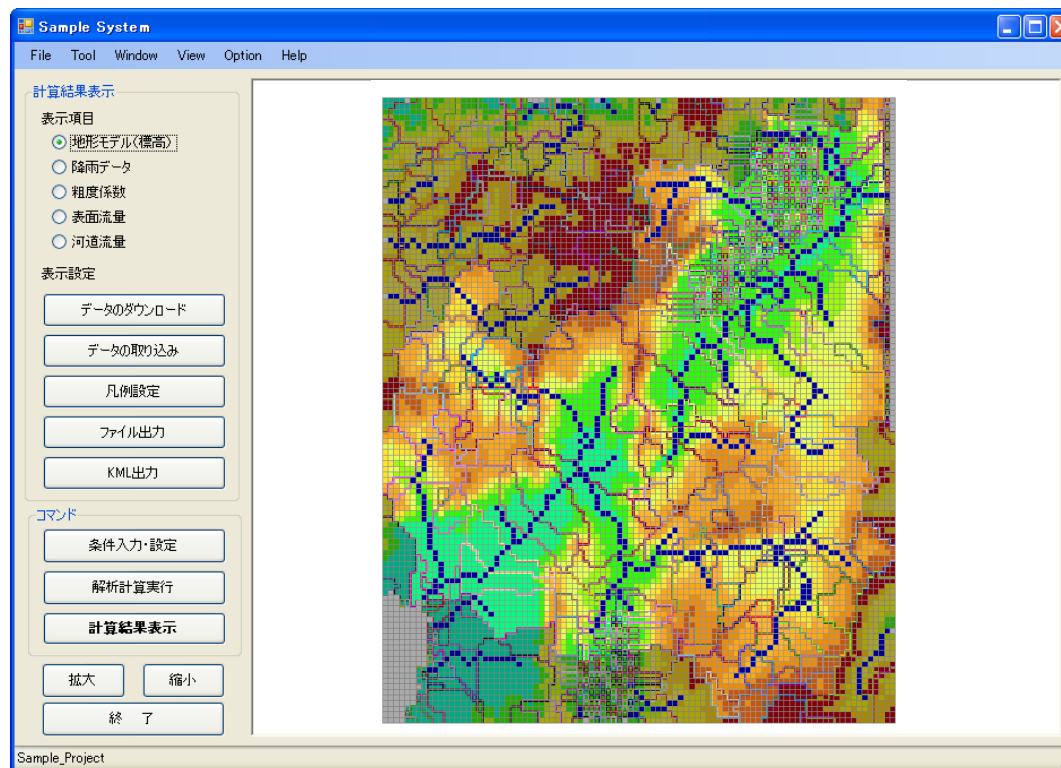 Sample System
File Tool Window View Option Help
計算結果表示
表示項目
地形モデル(標高)
降雨データ
粗度係数
表面流量
河道流量
表示設定
データのダウンロード
データの取り込み
凡例設定
ファイル出力
KML出力
コマンド
条件入力・設定
解析計算実行
計算結果表示
拡大 縮小
終 了
Sample_Project